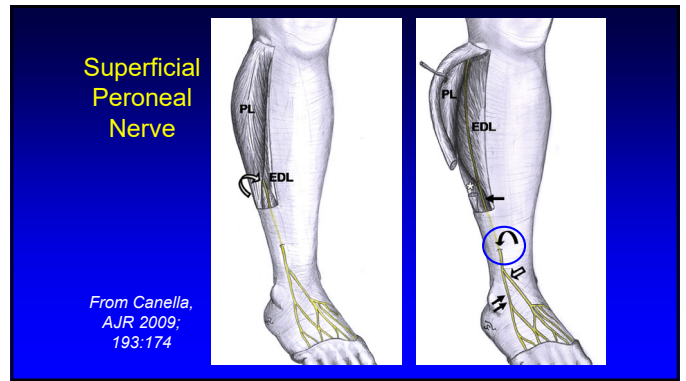 Superficial
Peroneal
Nerve
PL
EDL
PL
EDL
From Canella,
AJR 2009;
193:174